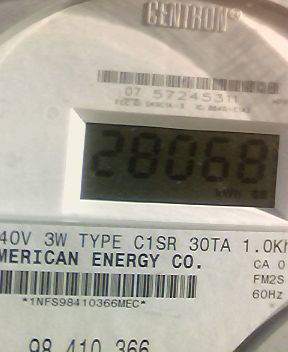 CENTRON®
07 57245311
28068
kWh
40V 3W TYPE C1SR 30TA 1.0Kh
MERICAN ENERGY CO.
CA 0
FM2S
60Hz
*1NFS98410366MEC*
98 410 366